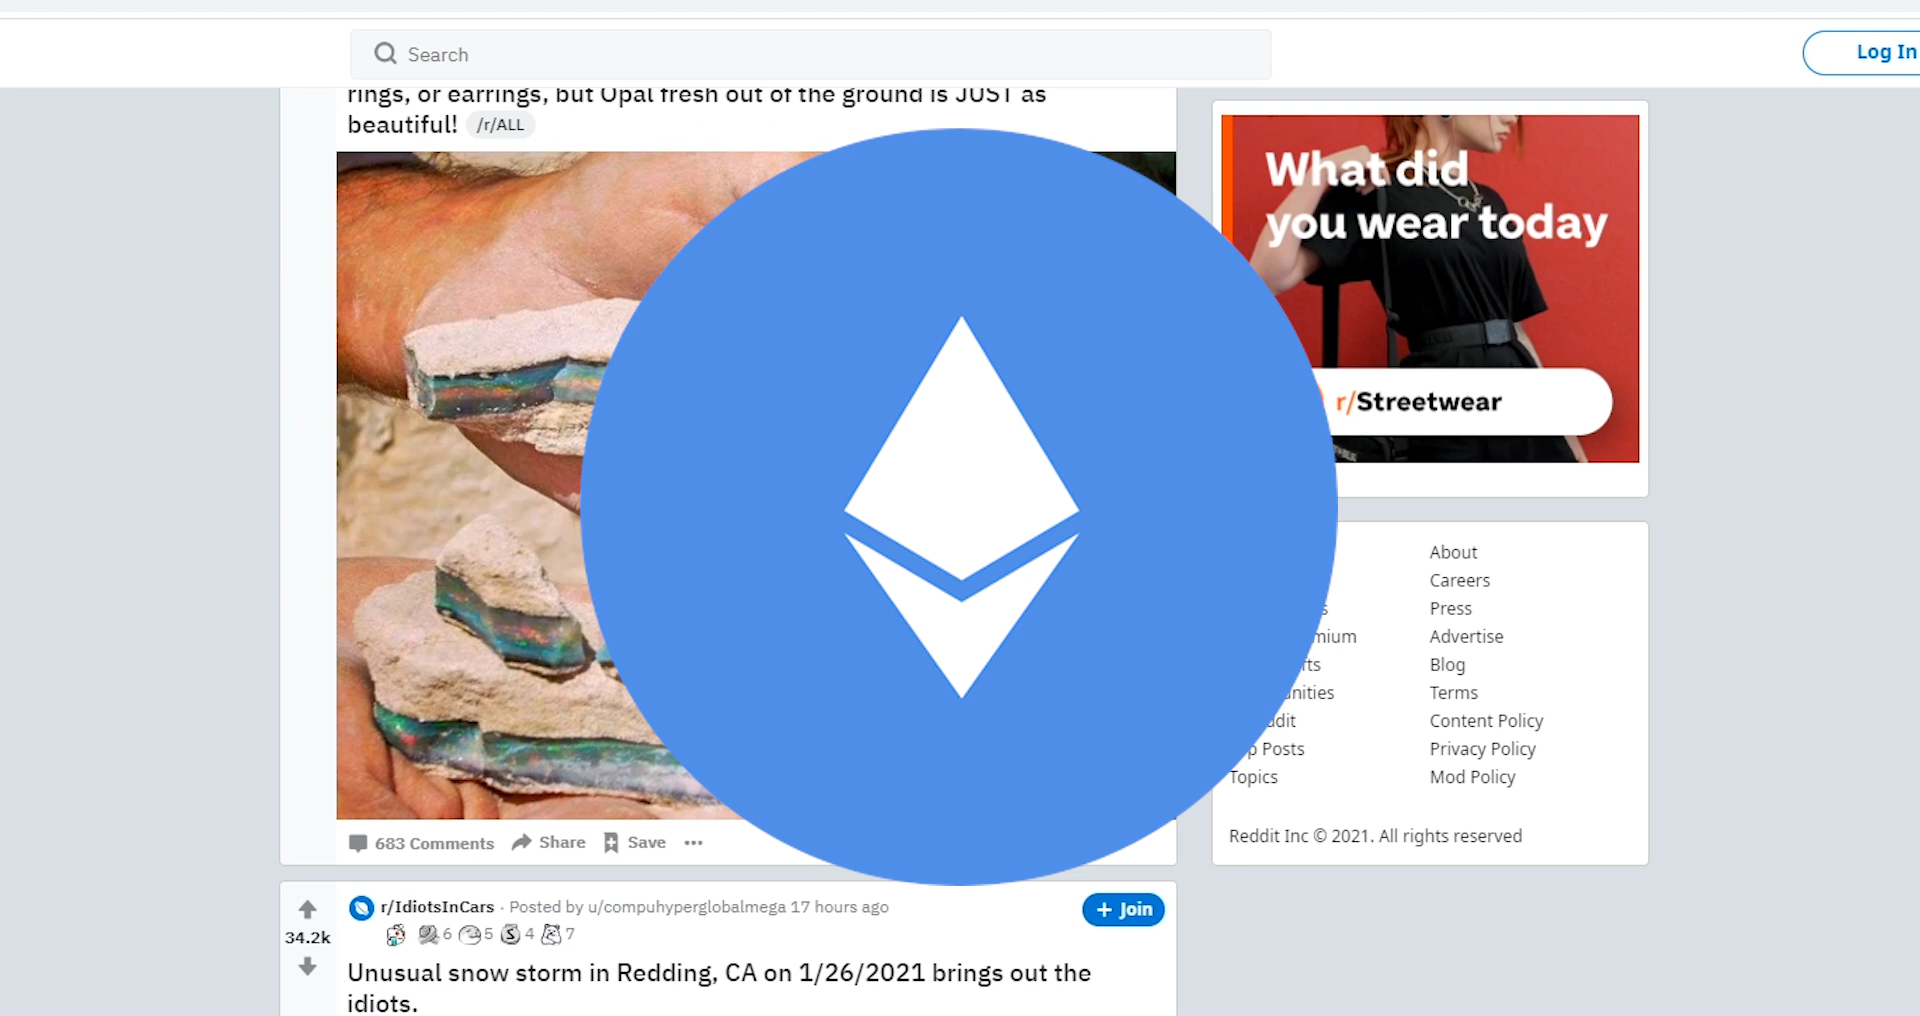 Search
Log In
rings, or earrings, but Opal fresh out of the ground is JUST as
beautiful! /r/ALL
683 Comments Share Save
34.2k
r/IdiotsInCars · Posted by u/compuhyperglobalmega 17 hours ago
6 5 4 7
+ Join
Unusual snow storm in Redding, CA on 1/26/2021 brings out the
idiots.
What did
you wear today
r/Streetwear
About
Careers
Press
Advertise
Blog
Terms
Content Policy
Posts Privacy Policy
Topics Mod Policy
Reddit Inc © 2021. All rights reserved